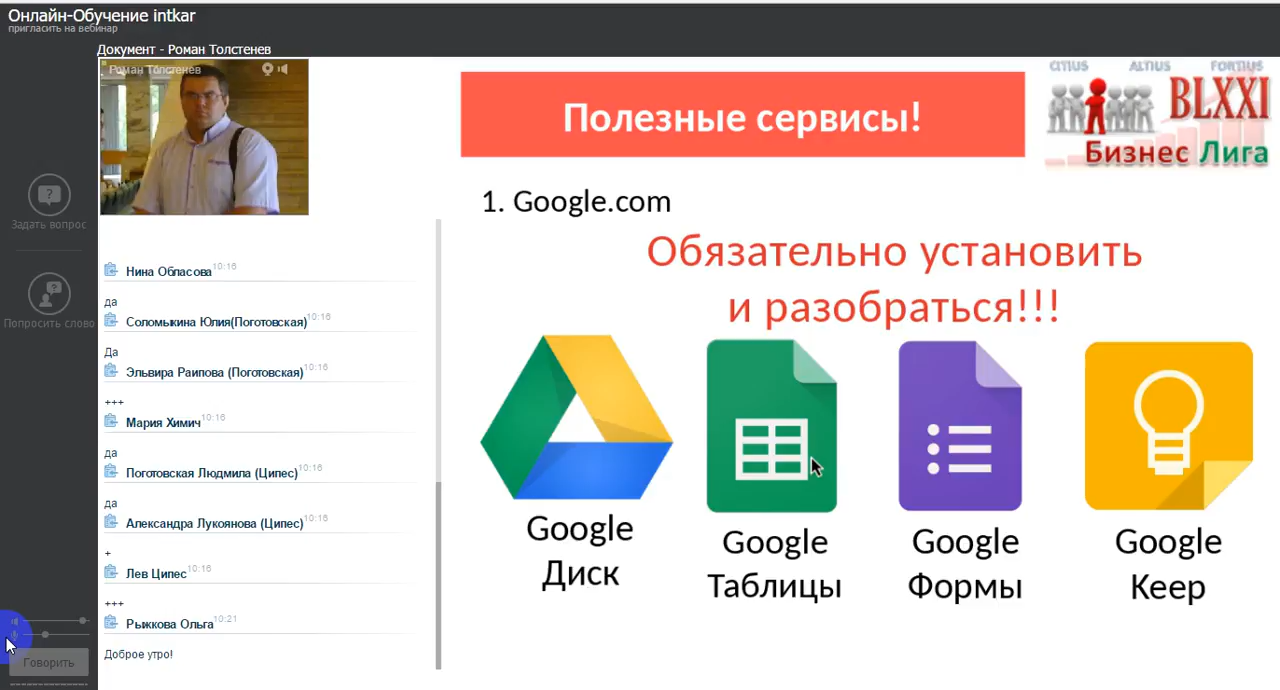 Онлайн-Обучение intkar
пригласить на вебинар
Документ - Роман Толстенев
Роман Толстенев
Задать вопрос
Попросить слово
Нина Обласова 10:16
да
Соломыкина Юлия(Поготовская) 10:16
Да
Эльвира Раипова (Поготовская) 10:16
+++
Мария Химич 10:16
да
Поготовская Людмила (Ципес) 10:16
да
Александра Лукоянова (Ципес) 10:16
+
Лев Ципес 10:16
+++
Рыжкова Ольга 10:21
Доброе утро!
Говорить
Полезные сервисы!
CITIUS ALTIUS FORTIUS
BLXXI
Бизнес Лига
1. Google.com
Обязательно установить
и разобраться!!!
Google
Диск
Google
Таблицы
Google
Формы
Google
Keep